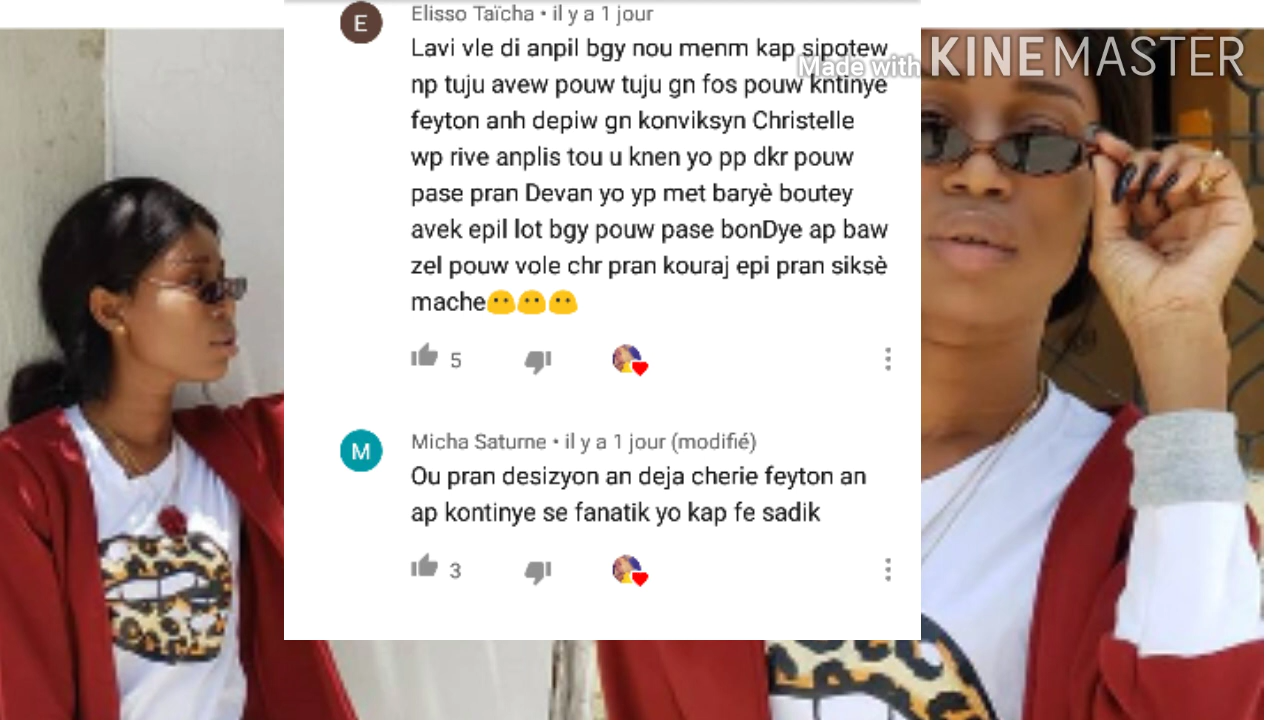 E
Elisso Taïcha • il y a 1 jour
Lavi vle di anpil bgy nou menm kap sipotew
np tuju avew pouw tuju gn fos pouw kntinye
feyton anh depiw gn konviksyn Christelle
wp rive anplis tou u knen yo pp dkr pouw
pase pran Devan yo yp met baryè boutey
avek epil lot bgy pouw pase bonDye ap baw
zel pouw vole chr pran kouraj epi pran siksè
mache😶😶😶
5
M
Micha Saturne • il y a 1 jour (modifié)
Ou pran desizyon an deja cherie feyton an
ap kontinye se fanatik yo kap fe sadik
3
Made with KINEMASTER